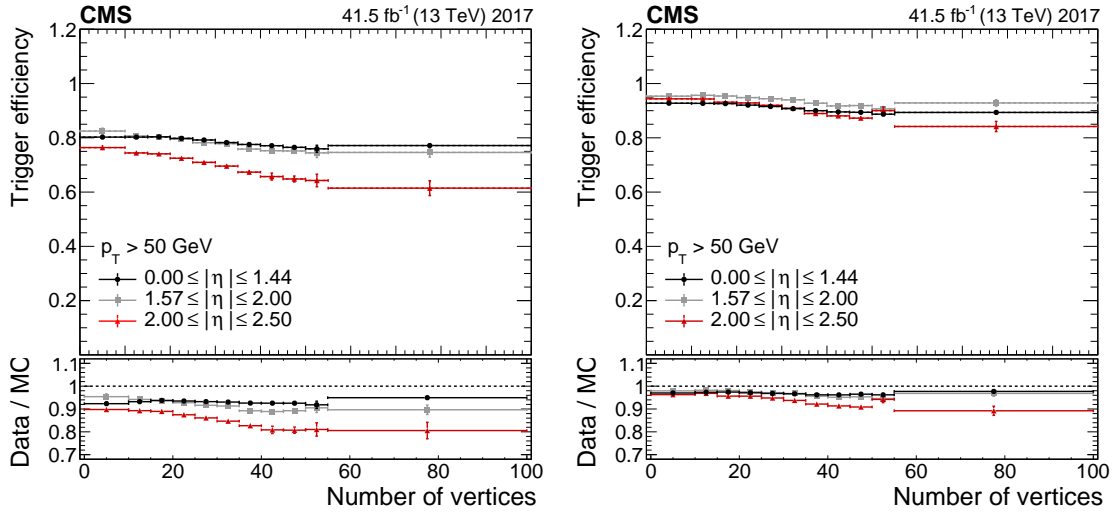 CMS 41.5 fb⁻¹ (13 TeV) 2017
Trigger efficiency
1.2
1
0.8
0.6
0.4
0.2
p_T > 50 GeV
0.00 ≤ |η| ≤ 1.44
1.57 ≤ |η| ≤ 2.00
2.00 ≤ |η| ≤ 2.50
Data / MC
1.1
1
0.9
0.8
0.7
0 20 40 60 80 100
Number of vertices
CMS 41.5 fb⁻¹ (13 TeV) 2017
Trigger efficiency
1.2
1
0.8
0.6
0.4
0.2
p_T > 50 GeV
0.00 ≤ |η| ≤ 1.44
1.57 ≤ |η| ≤ 2.00
2.00 ≤ |η| ≤ 2.50
Data / MC
1.1
1
0.9
0.8
0.7
0 20 40 60 80 100
Number of vertices